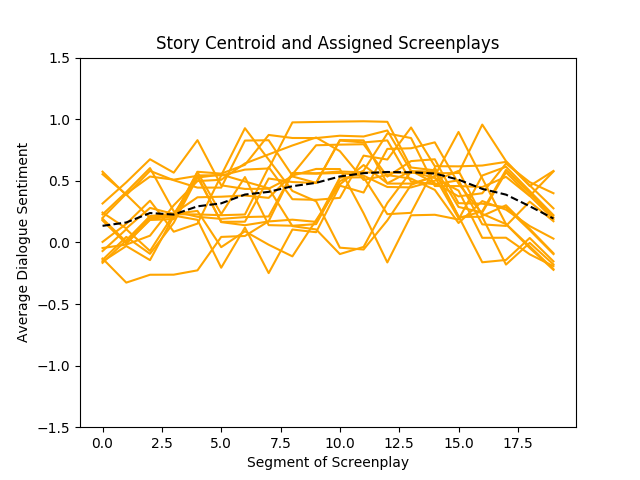 Story Centroid and Assigned Screenplays
Average Dialogue Sentiment
1.5
1.0
0.5
0.0
−0.5
−1.0
−1.5
0.0 2.5 5.0 7.5 10.0 12.5 15.0 17.5
Segment of Screenplay